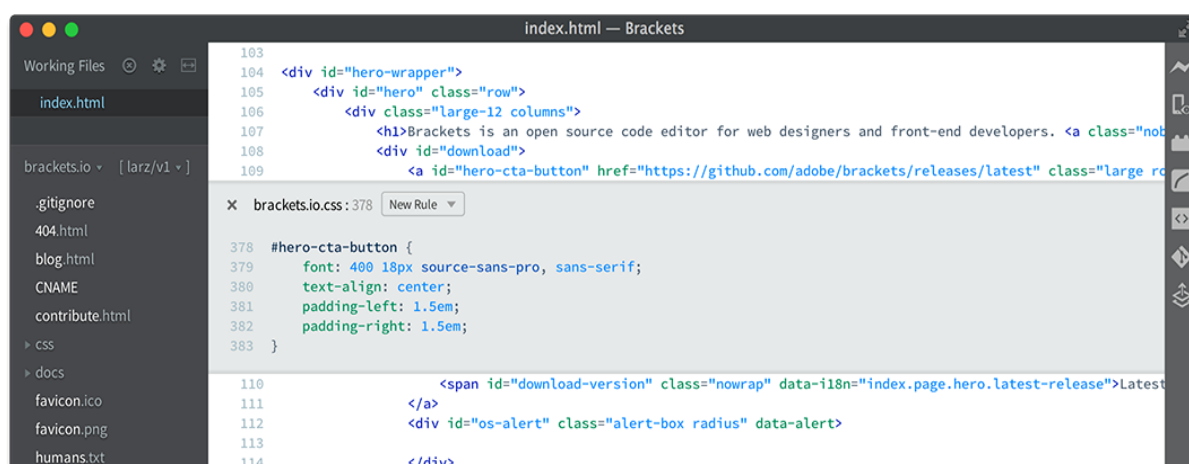 index.html — Brackets
Working Files
index.html
brackets.io [ larz/v1 ]
.gitignore
404.html
blog.html
CNAME
contribute.html
css
docs
favicon.ico
favicon.png
humans.txt
103
104 <div id="hero-wrapper">
105 <div id="hero" class="row">
106 <div class="large-12 columns">
107 <h1>Brackets is an open source code editor for web designers and front-end developers. <a class="nob
108 <div id="download">
109 <a id="hero-cta-button" href="https://github.com/adobe/brackets/releases/latest" class="large ro
× brackets.io.css : 378 New Rule
378 #hero-cta-button {
379 font: 400 18px source-sans-pro, sans-serif;
380 text-align: center;
381 padding-left: 1.5em;
382 padding-right: 1.5em;
383 }
110 <span id="download-version" class="nowrap" data-i18n="index.page.hero.latest-release">Latest
111 </a>
112 <div id="os-alert" class="alert-box radius" data-alert>
113
114 </div>